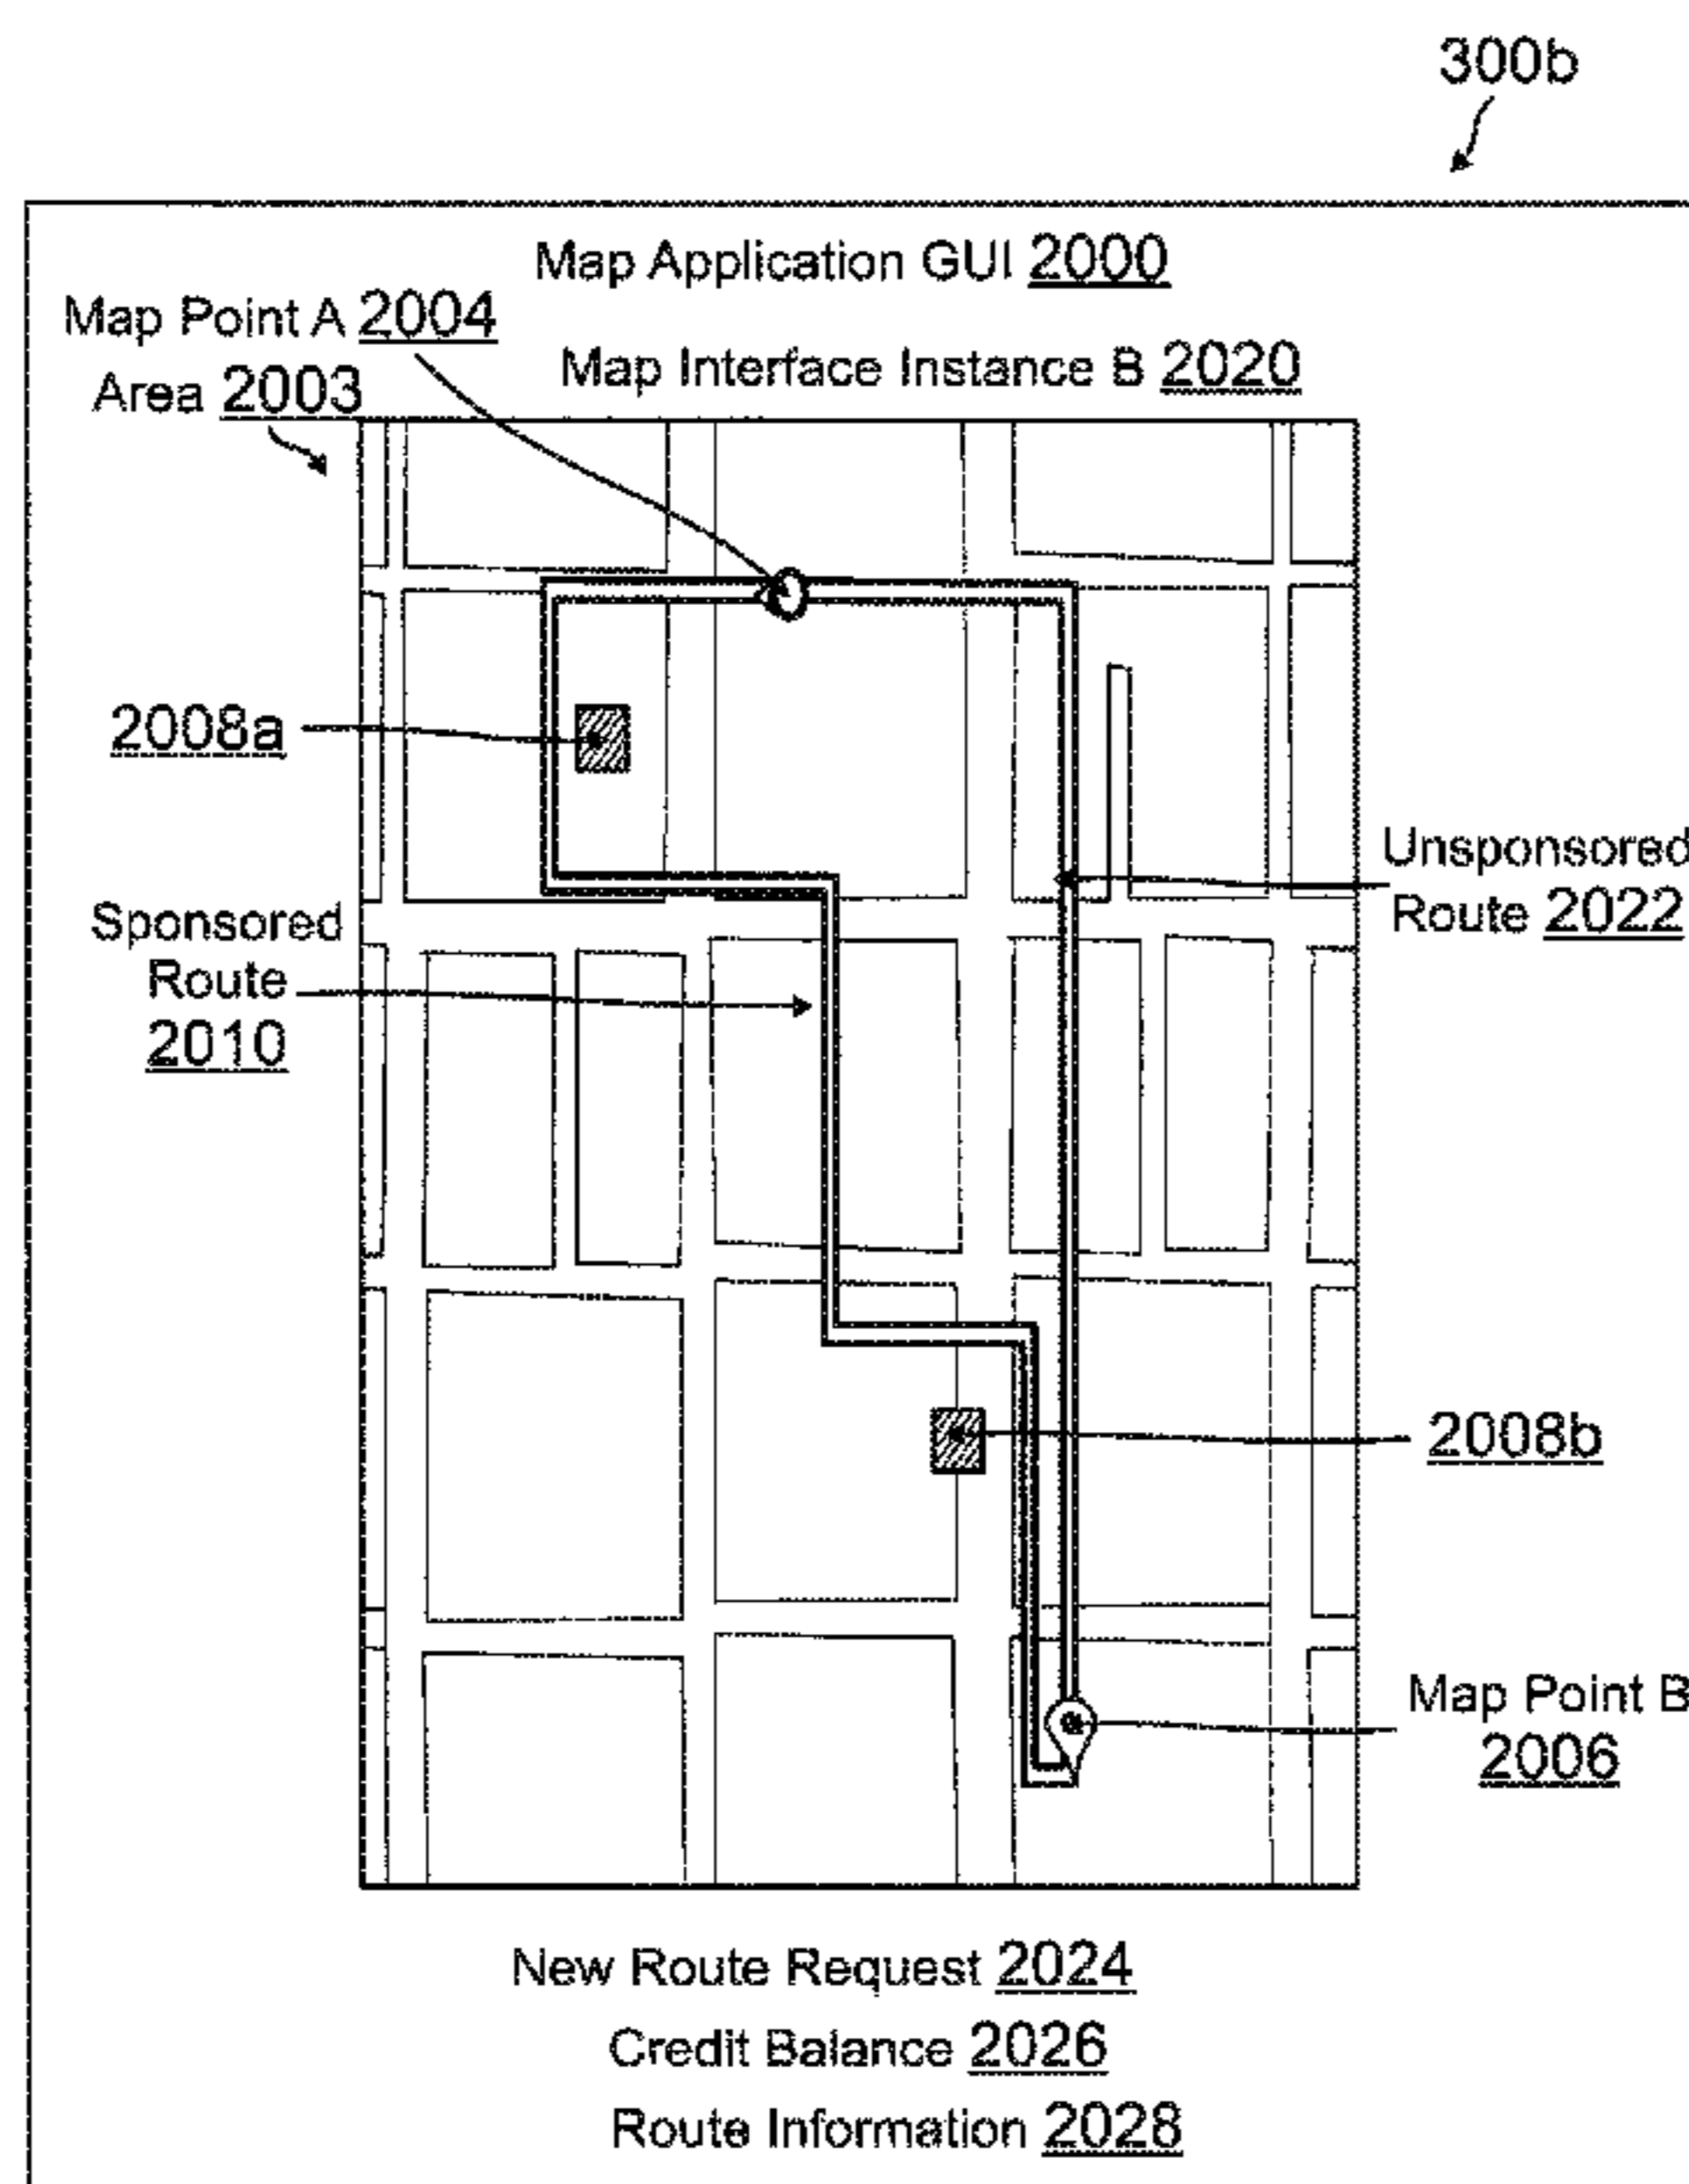 300b
Map Application GUI 2000
Map Point A 2004
Map Interface Instance B 2020
Area 2003
2008a
Unsponsored
Route 2022
Sponsored
Route
2010
2008b
Map Point B
2006
New Route Request 2024
Credit Balance 2026
Route Information 2028